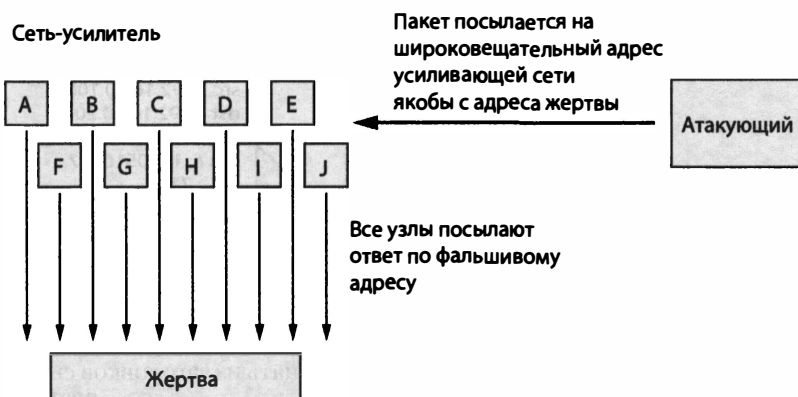 Сеть-усилитель
Пакет посылается на
широковещательный адрес
усиливающей сети
якобы с адреса жертвы
A
B
C
D
E
Атакующий
F
G
H
I
J
Все узлы посылают
ответ по фальшивому
адресу
Жертва